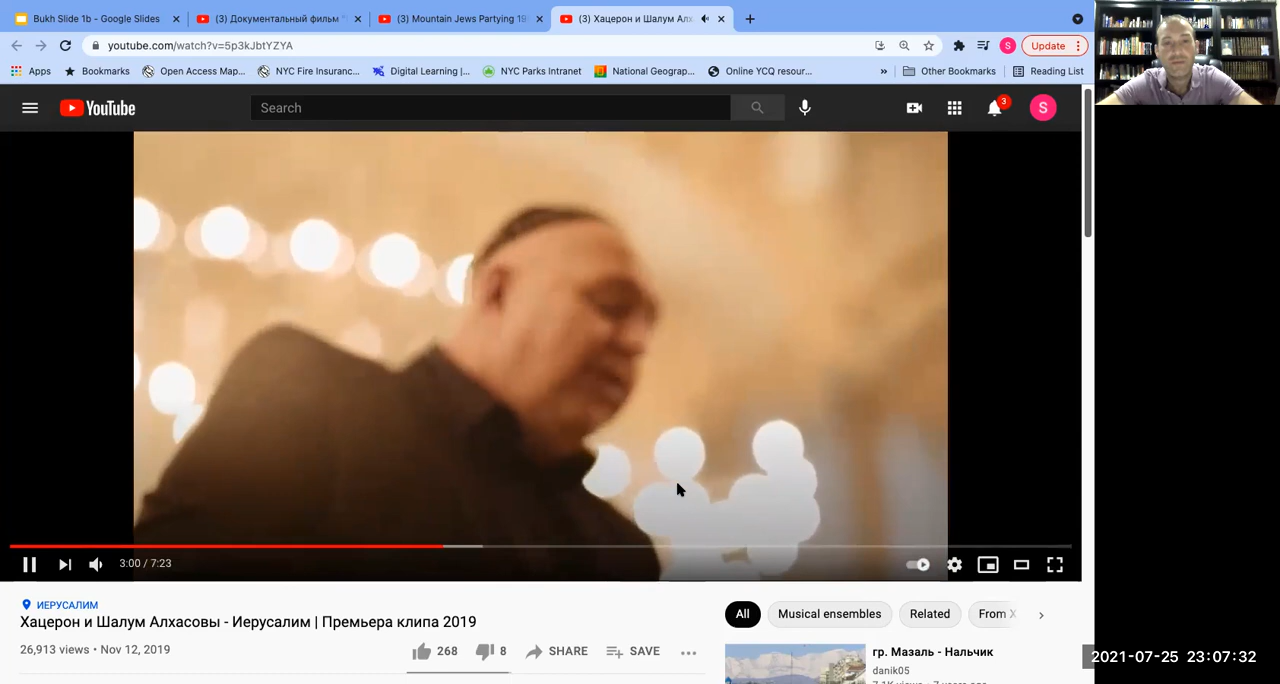 Bukh Slide 1b - Google Slides
(3) Документальный фильм
(3) Mountain Jews Partying 19
(3) Хацерон и Шалум Алх
youtube.com/watch?v=5p3kJbtYZYA
S
Update
Apps
Bookmarks
Open Access Map...
NYC Fire Insuranc...
Digital Learning |...
NYC Parks Intranet
National Geograp...
Online YCQ resour...
»
Other Bookmarks
Reading List
YouTube
Search
3
S
3:00 / 7:23
ИЕРУСАЛИМ
Хацерон и Шалум Алхасовы - Иерусалим | Премьера клипа 2019
26,913 views • Nov 12, 2019
268
8
SHARE
SAVE
All
Musical ensembles
Related
From
гр. Мазаль - Нальчик
danik05
2021-07-25 23:07:32